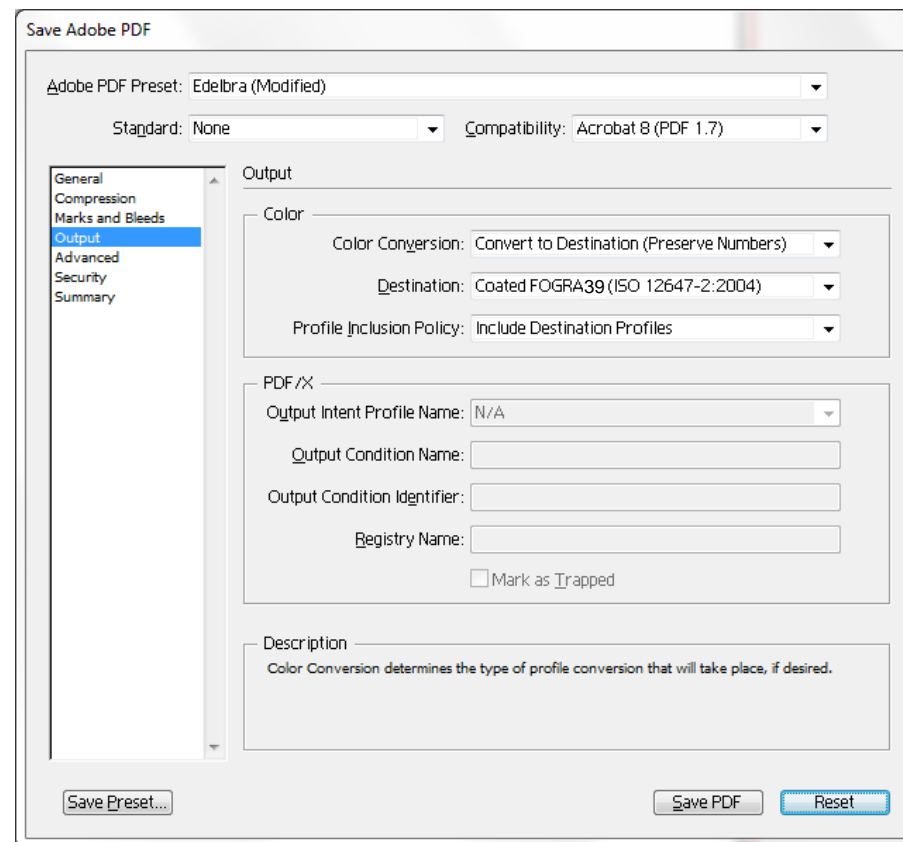 Save Adobe PDF
Adobe PDF Preset: Edelbra (Modified)
Standard: None Compatibility: Acrobat 8 (PDF 1.7)
General
Compression
Marks and Bleeds
Output
Advanced
Security
Summary
Output
Color
Color Conversion: Convert to Destination (Preserve Numbers)
Destination: Coated FOGRA39 (ISO 12647-2:2004)
Profile Inclusion Policy: Include Destination Profiles
PDF/X
Output Intent Profile Name: N/A
Output Condition Name:
Output Condition Identifier:
Registry Name:
Mark as Trapped
Description
Color Conversion determines the type of profile conversion that will take place, if desired.
Save Preset... Save PDF Reset